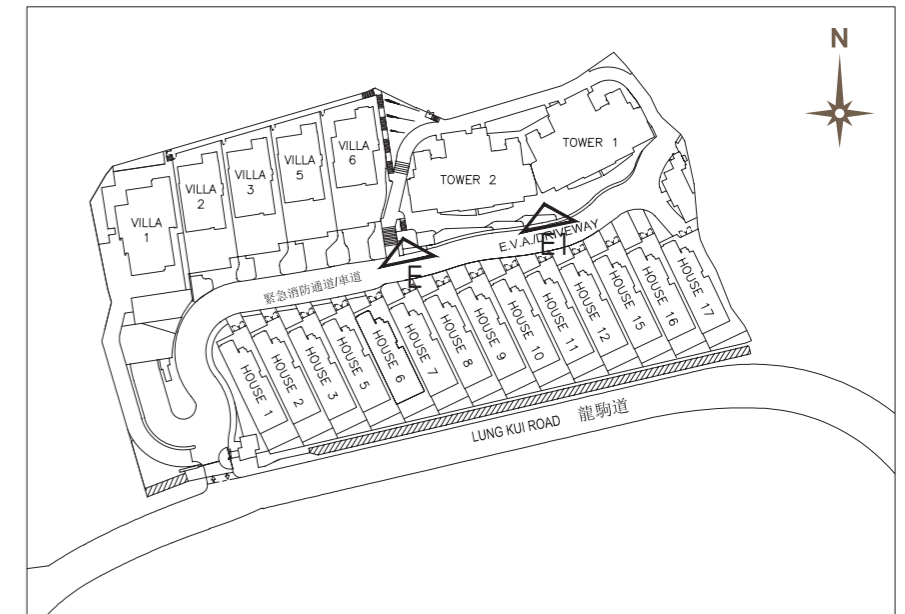 N
TOWER 1
TOWER 2
VILLA
6
VILLA
5
VILLA
3
VILLA
2
VILLA
1
E.V.A./DRIVEWAY
E1
E
緊急消防通道/車道
HOUSE 1
HOUSE 2
HOUSE 3
HOUSE 5
HOUSE 6
HOUSE 7
HOUSE 8
HOUSE 9
HOUSE 10
HOUSE 11
HOUSE 12
HOUSE 15
HOUSE 16
HOUSE 17
LUNG KUI ROAD 龍駒道